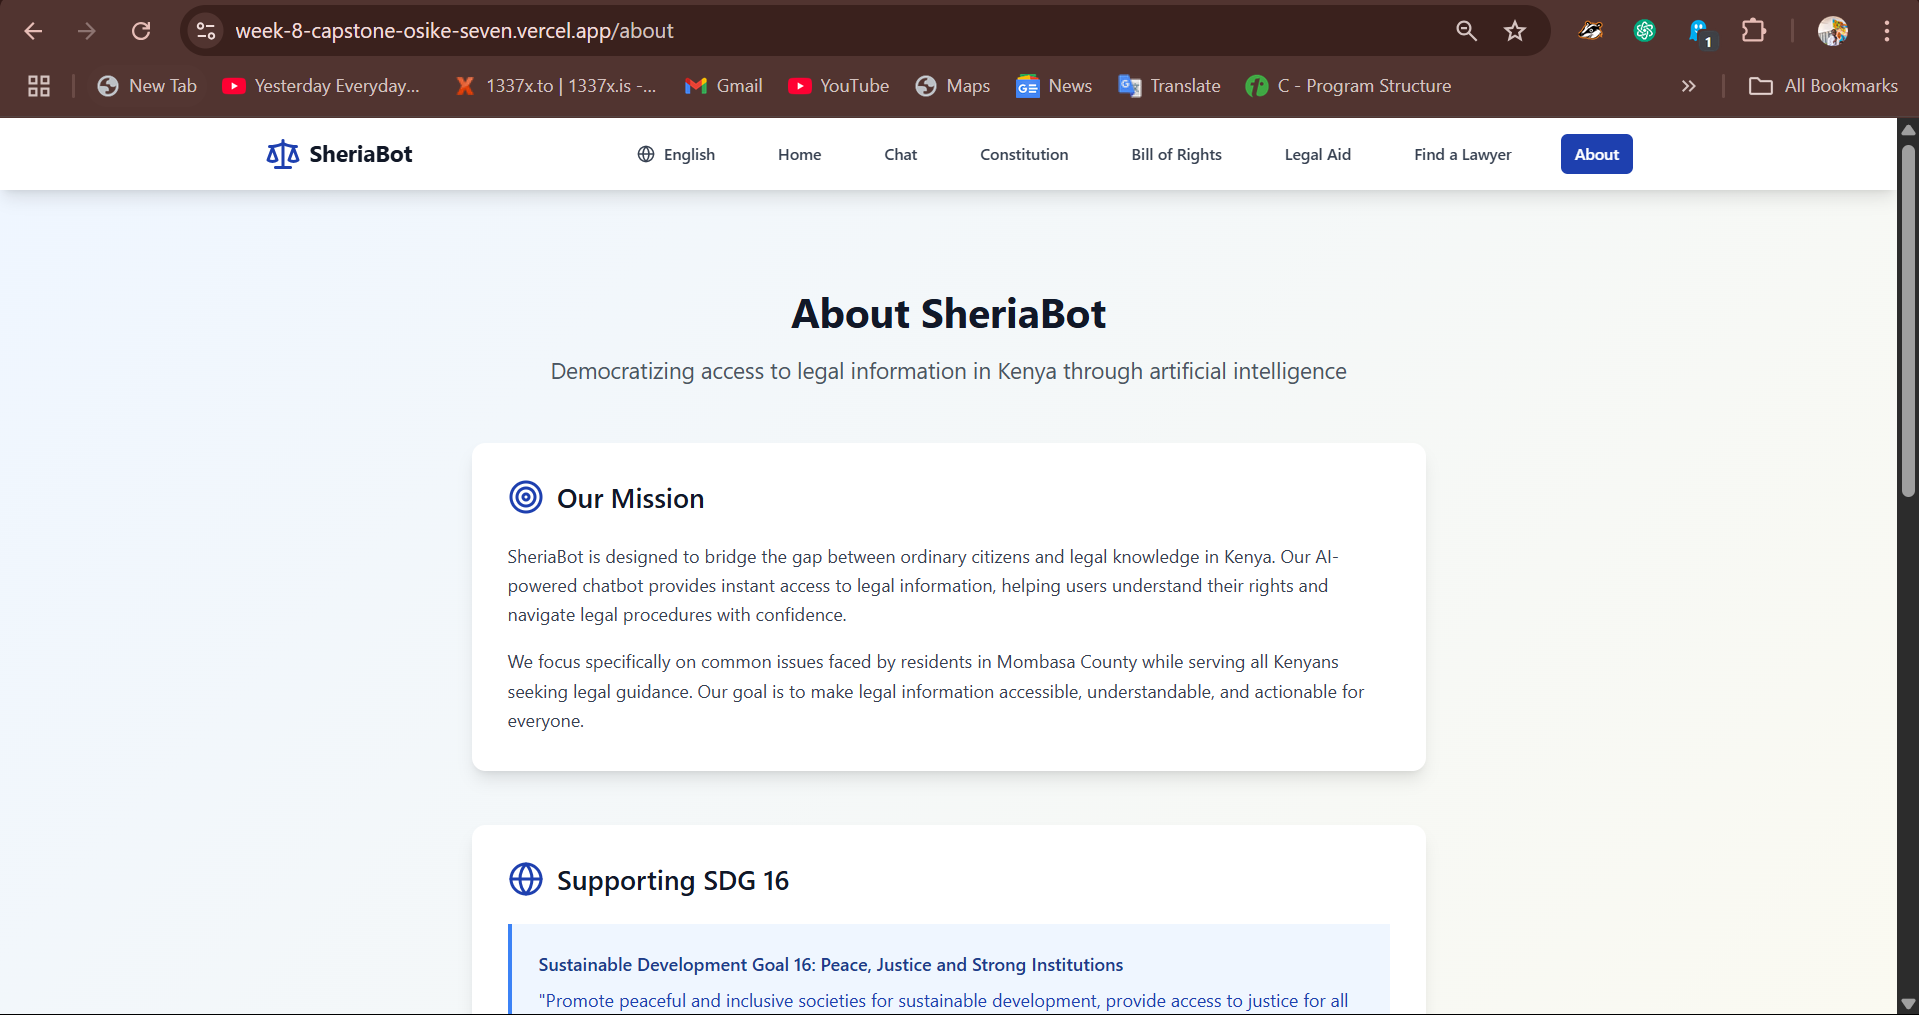 week-8-capstone-osike-seven.vercel.app/about
1
New Tab
Yesterday Everyday...
1337x.to | 1337x.is -...
Gmail
YouTube
Maps
News
Translate
C - Program Structure
All Bookmarks
SheriaBot
English
Home
Chat
Constitution
Bill of Rights
Legal Aid
Find a Lawyer
About
About SheriaBot
Democratizing access to legal information in Kenya through artificial intelligence
Our Mission
SheriaBot is designed to bridge the gap between ordinary citizens and legal knowledge in Kenya. Our AI-
powered chatbot provides instant access to legal information, helping users understand their rights and
navigate legal procedures with confidence.
We focus specifically on common issues faced by residents in Mombasa County while serving all Kenyans
seeking legal guidance. Our goal is to make legal information accessible, understandable, and actionable for
everyone.
Supporting SDG 16
Sustainable Development Goal 16: Peace, Justice and Strong Institutions
"Promote peaceful and inclusive societies for sustainable development, provide access to justice for all